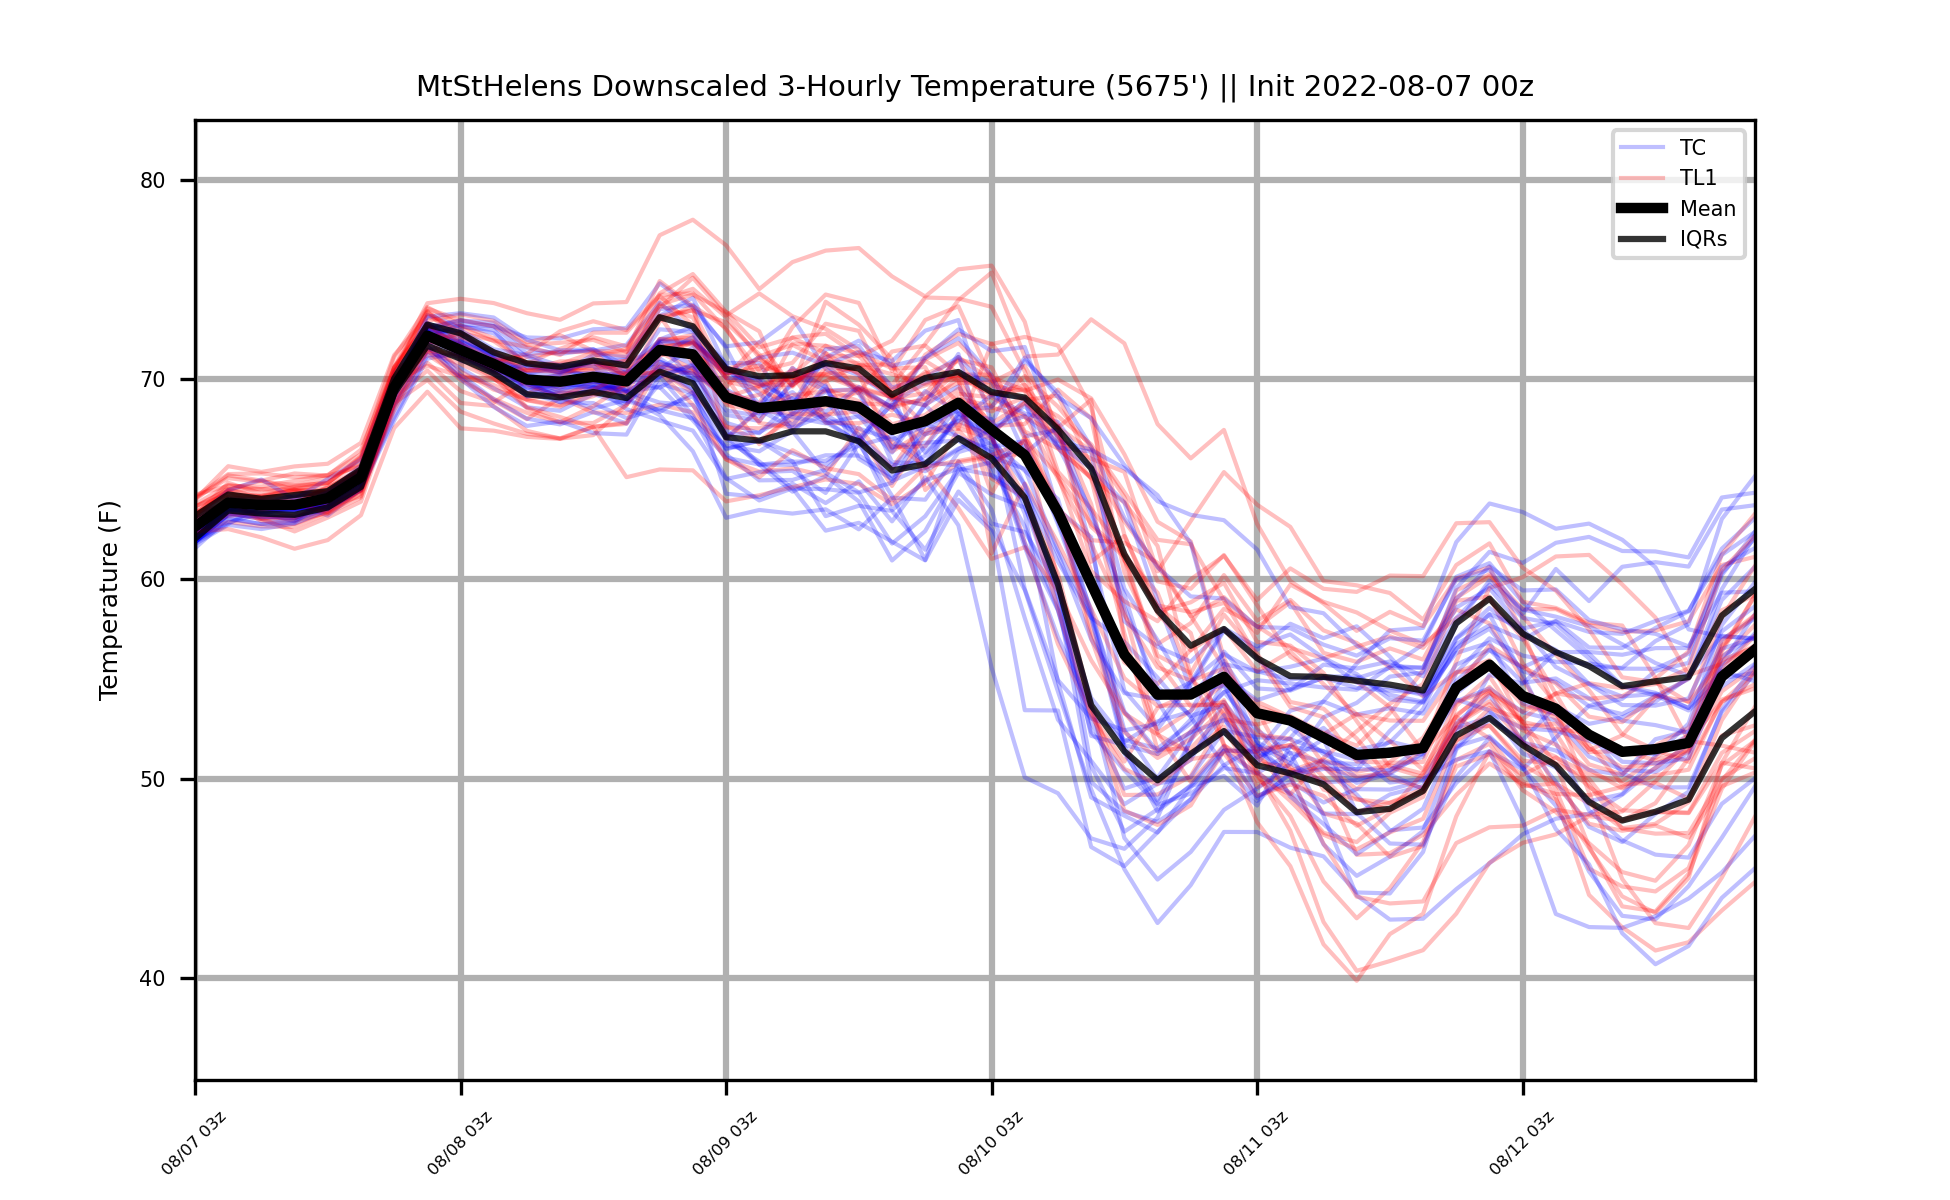 MtStHelens Downscaled 3-Hourly Temperature (5675') || Init 2022-08-07 00z
TC
TL1
Mean
IQRs
Temperature (F)
80
70
60
50
40
08/07 03z
08/08 03z
08/09 03z
08/10 03z
08/11 03z
08/12 03z